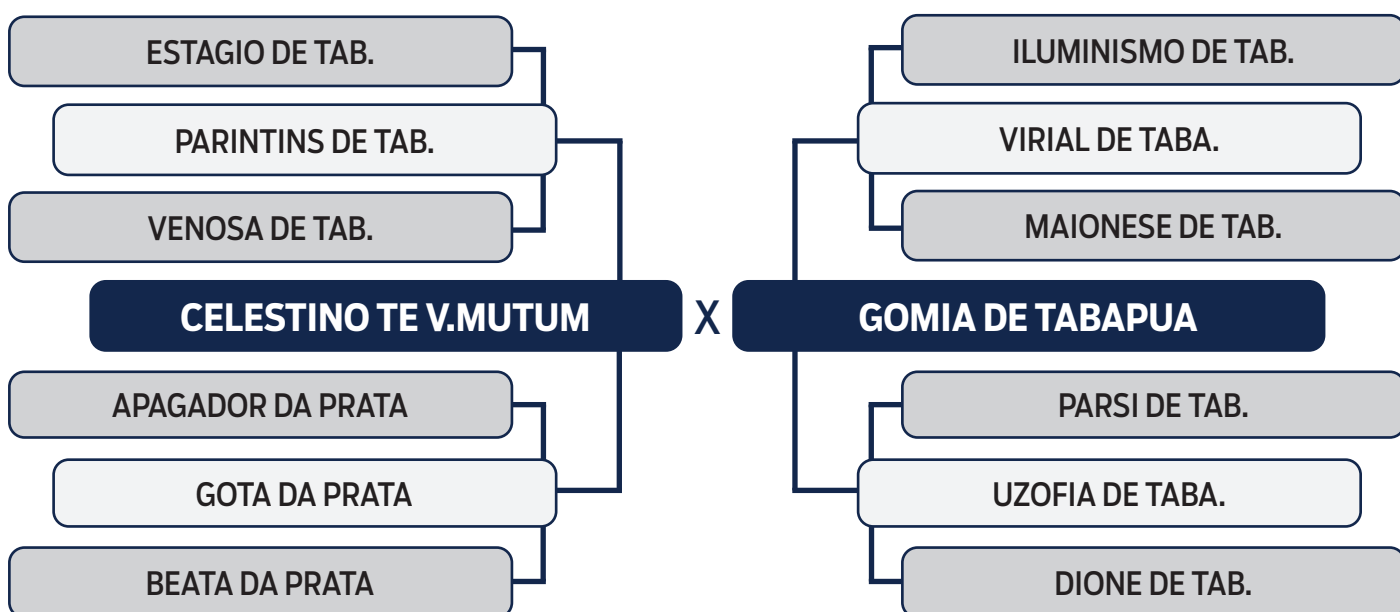 ESTAGIO DE TAB.
PARINTINS DE TAB.
VENOSA DE TAB.
CELESTINO TE V.MUTUM
APAGADOR DA PRATA
GOTA DA PRATA
BEATA DA PRATA
X
ILUMINISMO DE TAB.
VIRIAL DE TABA.
MAIONESE DE TAB.
GOMIA DE TABAPUA
PARSI DE TAB.
UZOFIA DE TABA.
DIONE DE TAB.